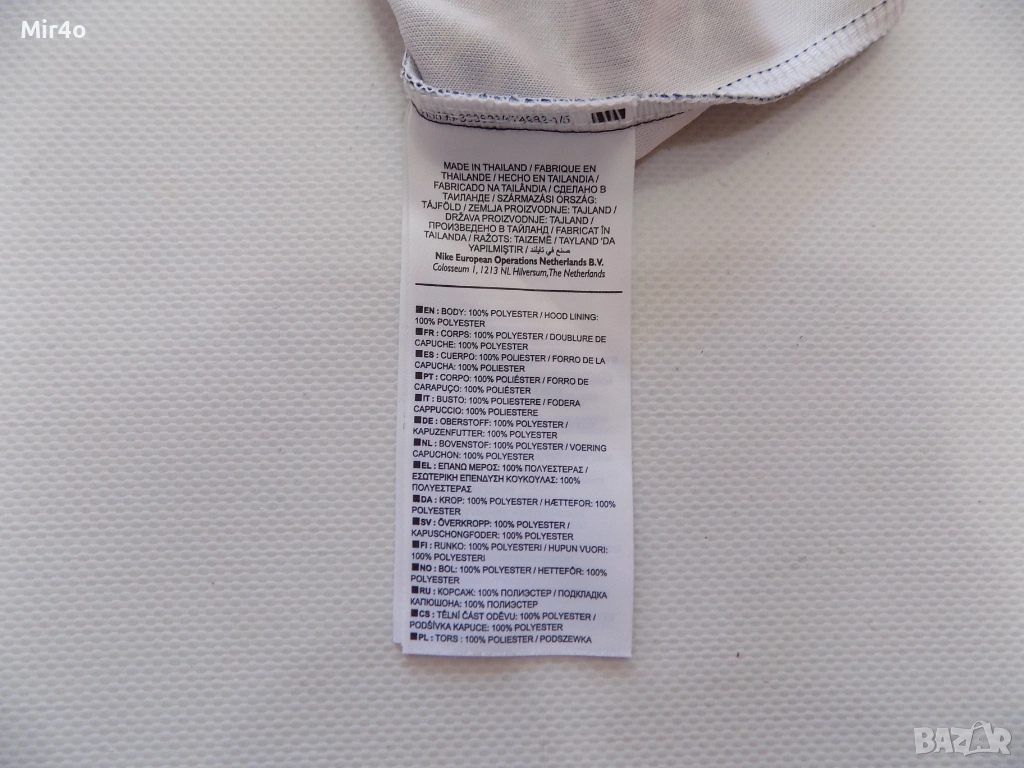 Mir4o
MADE IN THAILAND / FABRIQUE EN
THAILANDE / HECHO EN TAILANDIA /
FABRICADO NA TAILÂNDIA / СДЕЛАНО В
ТАИЛАНДЕ / SZÁRMAZÁSI ORSZÁG:
TÁJFÖLD / ZEMLJA PROIZVODNJE: TAJLAND /
DRŽAVA PROIZVODNJE: TAJLAND /
ПРОИЗВЕДЕНО В ТАЙЛАНД / FABRICAT ÎN
TAILANDA / RAŽOTS: TAIZEMĒ / TAYLAND 'DA
YAPILMIŞTIR / صنع في تايلند
Nike European Operations Netherlands B.V.
Colosseum 1, 1213 NL Hilversum, The Netherlands
EN : BODY: 100% POLYESTER / HOOD LINING:
100% POLYESTER
FR : CORPS: 100% POLYESTER / DOUBLURE DE
CAPUCHE: 100% POLYESTER
ES : CUERPO: 100% POLIESTER / FORRO DE LA
CAPUCHA: 100% POLIESTER
PT : CORPO: 100% POLIÉSTER / FORRO DE
CARAPUÇO: 100% POLIÉSTER
IT : BUSTO: 100% POLIESTERE / FODERA
CAPPUCCIO: 100% POLIESTERE
DE : OBERSTOFF: 100% POLYESTER /
KAPUZENFUTTER: 100% POLYESTER
NL : BOVENSTOF: 100% POLYESTER / VOERING
CAPUCHON: 100% POLYESTER
EL : ΕΠΑΝΩ ΜΕΡΟΣ: 100% ΠΟΛΥΕΣΤΕΡΑΣ /
ΕΣΩΤΕΡΙΚΗ ΕΠΕΝΔΥΣΗ ΚΟΥΚΟΥΛΑΣ: 100%
ΠΟΛΥΕΣΤΕΡΑΣ
DA : KROP: 100% POLYESTER / HÆTTEFOR: 100%
POLYESTER
SV : ÖVERKROPP: 100% POLYESTER /
KAPUSCHONGFODER: 100% POLYESTER
FI : RUNKO: 100% POLYESTERI / HUPUN VUORI:
100% POLYESTERI
NO : BOL: 100% POLYESTER / HETTEFÔR: 100%
POLYESTER
RU : КОРСАЖ: 100% ПОЛИЭСТЕР / ПОДКЛАДКА
КАПЮШОНА: 100% ПОЛИЭСТЕР
CS : TĚLNÍ ČÁST ODĚVU: 100% POLYESTER /
PODŠÍVKA KAPUCE: 100% POLYESTER
PL : TORS : 100% POLIESTER / PODSZEWKA
BAZAR